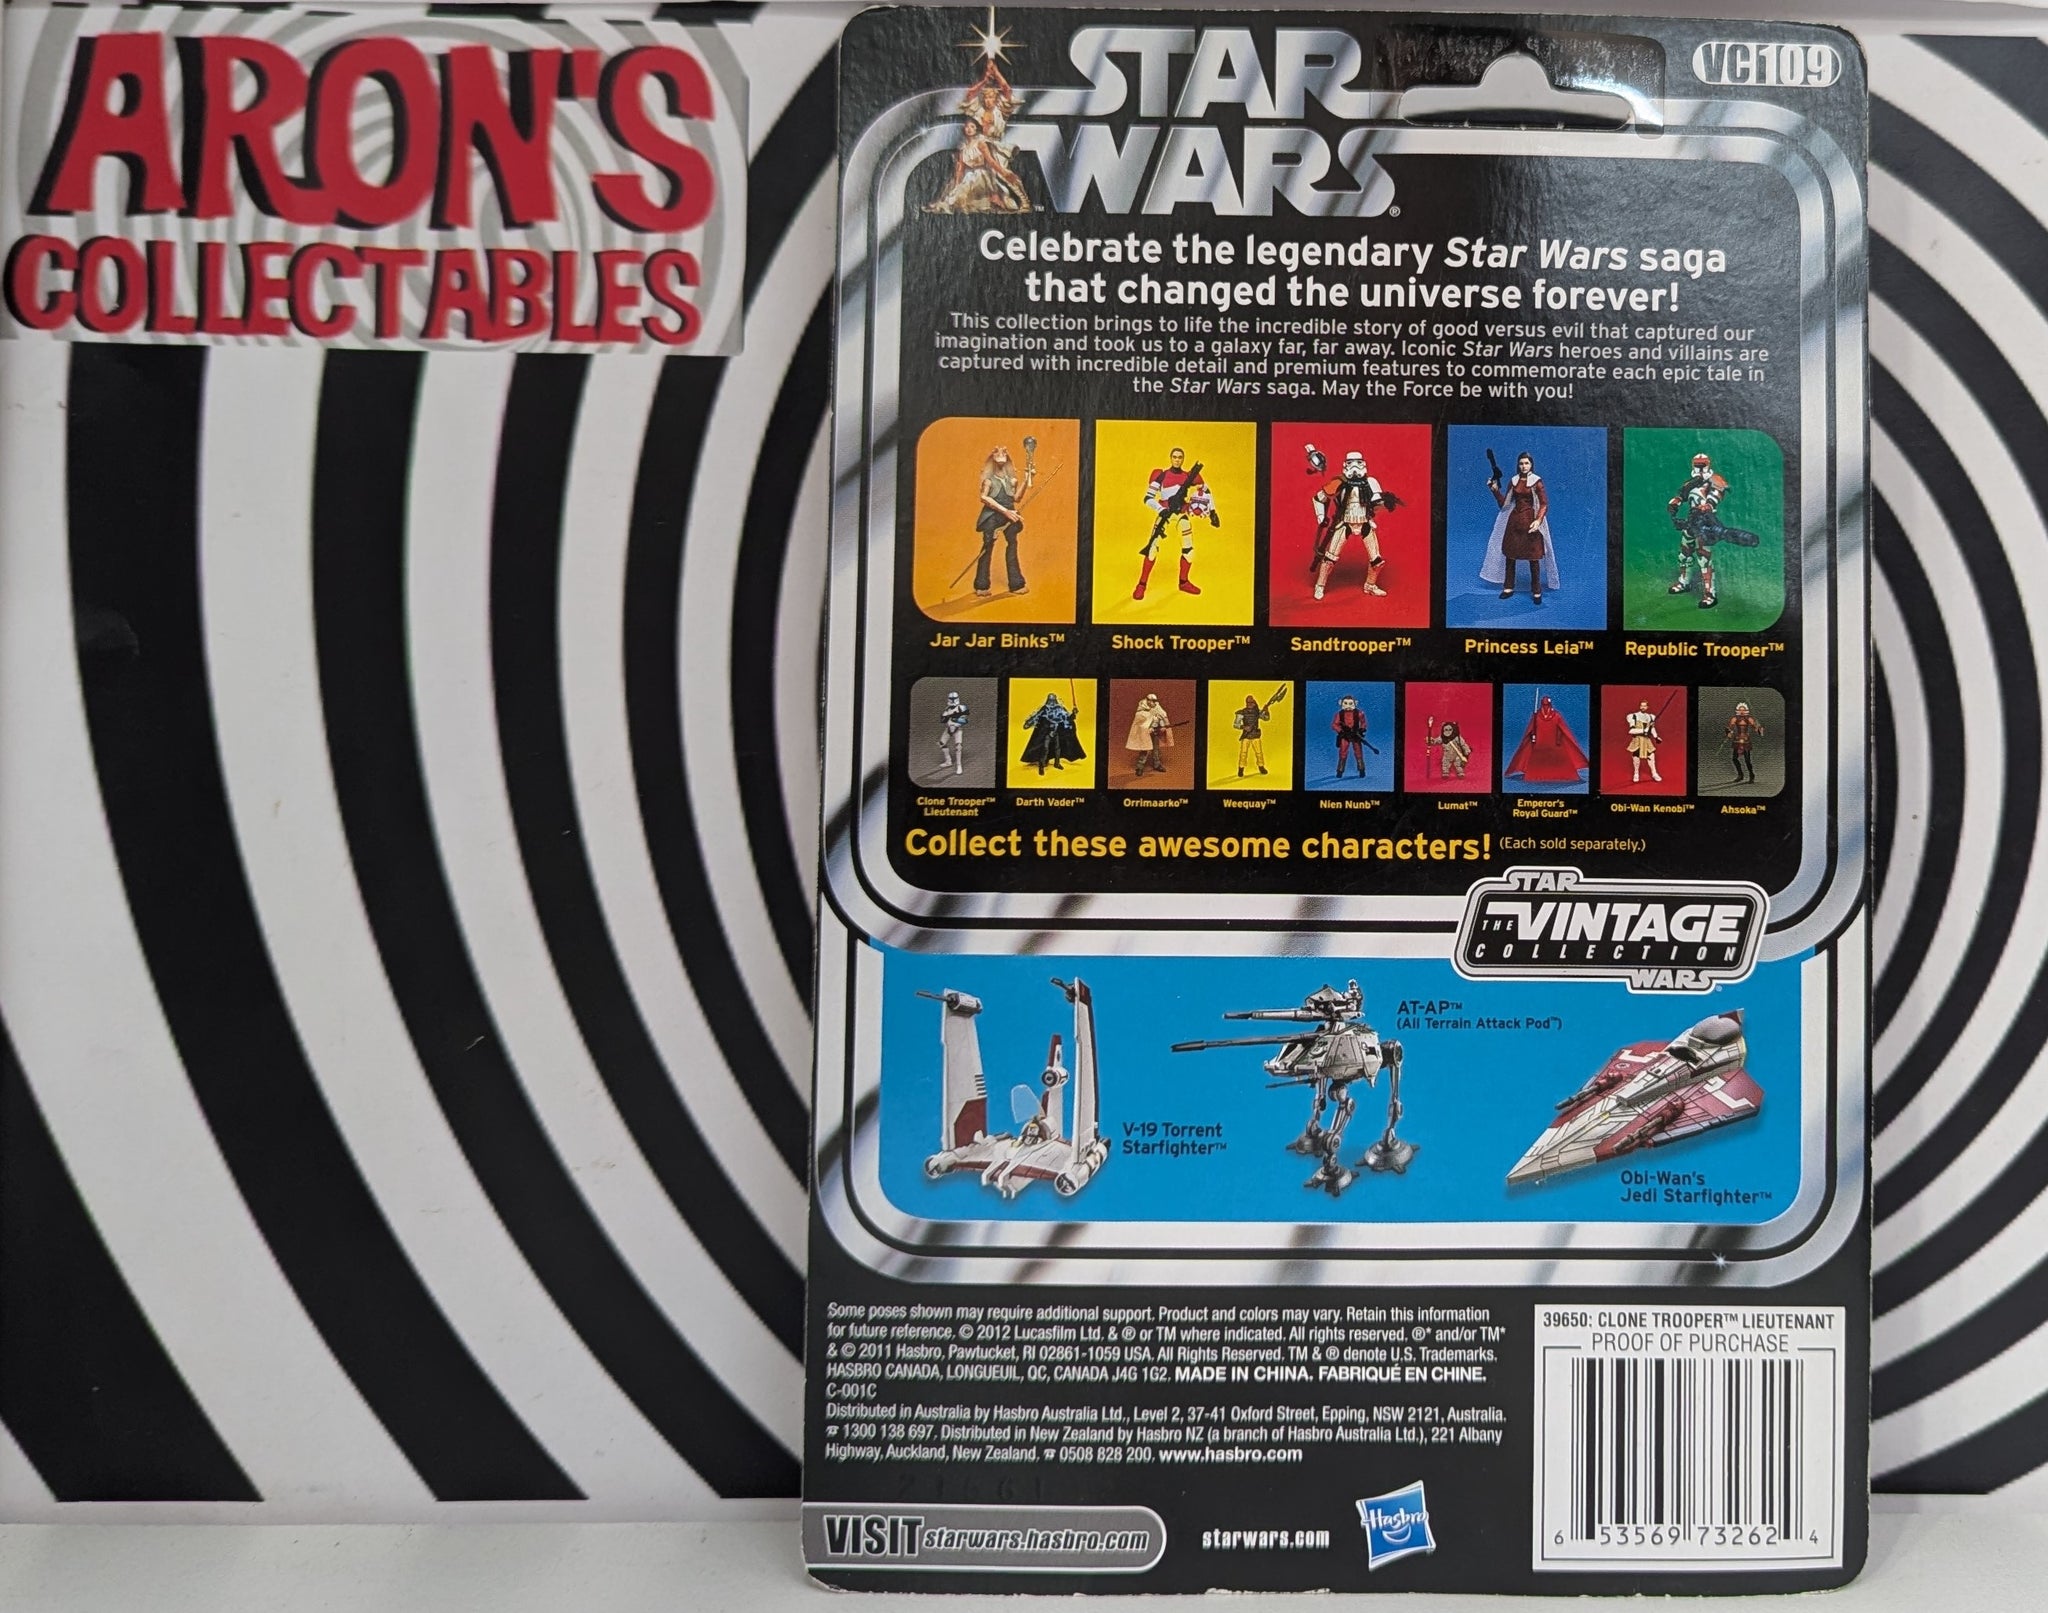 ARON'S
COLLECTABLES
STAR
WARS®
™
VC109
Celebrate the legendary Star Wars saga
that changed the universe forever!
This collection brings to life the incredible story of good versus evil that captured our
imagination and took us to a galaxy far, far away. Iconic Star Wars heroes and villains are
captured with incredible detail and premium features to commemorate each epic tale in
the Star Wars saga. May the Force be with you!
Jar Jar Binks™ Shock Trooper™ Sandtrooper™ Princess Leia™ Republic Trooper™
Clone Trooper™
Lieutenant
Darth Vader™
Orrimaarko™
Weequay™
Nien Nunb™
Lumat™
Emperor's
Royal Guard™
Obi-Wan Kenobi™
Ahsoka™
Collect these awesome characters! (Each sold separately.)
STAR
THE VINTAGE
COLLECTION
WARS®
V-19 Torrent
Starfighter™
AT-AP™
(All Terrain Attack Pod™)
Obi-Wan's
Jedi Starfighter™
Some poses shown may require additional support. Product and colors may vary. Retain this information
for future reference. © 2012 Lucasfilm Ltd. & ® or TM where indicated. All rights reserved. ®* and/or TM*
& © 2011 Hasbro, Pawtucket, RI 02861-1059 USA. All Rights Reserved. TM & ® denote U.S. Trademarks.
HASBRO CANADA, LONGUEUIL, QC, CANADA J4G 1G2. MADE IN CHINA. FABRIQUÉ EN CHINE.
C-001C
Distributed in Australia by Hasbro Australia Ltd., Level 2, 37-41 Oxford Street, Epping, NSW 2121, Australia.
☎ 1300 138 697. Distributed in New Zealand by Hasbro NZ (a branch of Hasbro Australia Ltd.), 221 Albany
Highway, Auckland, New Zealand. ☎ 0508 828 200. www.hasbro.com
VISIT starwars.hasbro.com
starwars.com
Hasbro
39650: CLONE TROOPER™ LIEUTENANT
PROOF OF PURCHASE
6 53569 73262 4